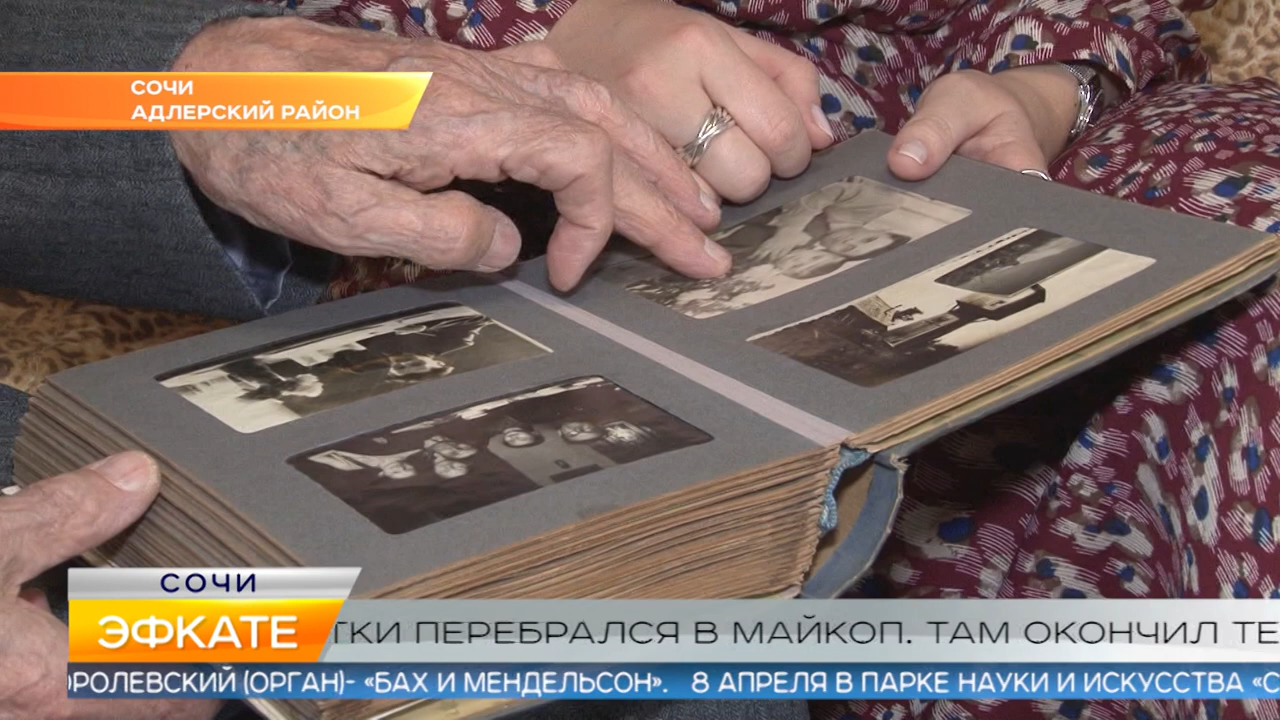 СОЧИ
АДЛЕРСКИЙ РАЙОН
СОЧИ
ЭФКАТЕ
ТКИ ПЕРЕБРАЛСЯ В МАЙКОП. ТАМ ОКОНЧИЛ ТЕ
ОРОЛЕВСКИЙ (ОРГАН)- «БАХ И МЕНДЕЛЬСОН». 8 АПРЕЛЯ В ПАРКЕ НАУКИ И ИСКУССТВА «С